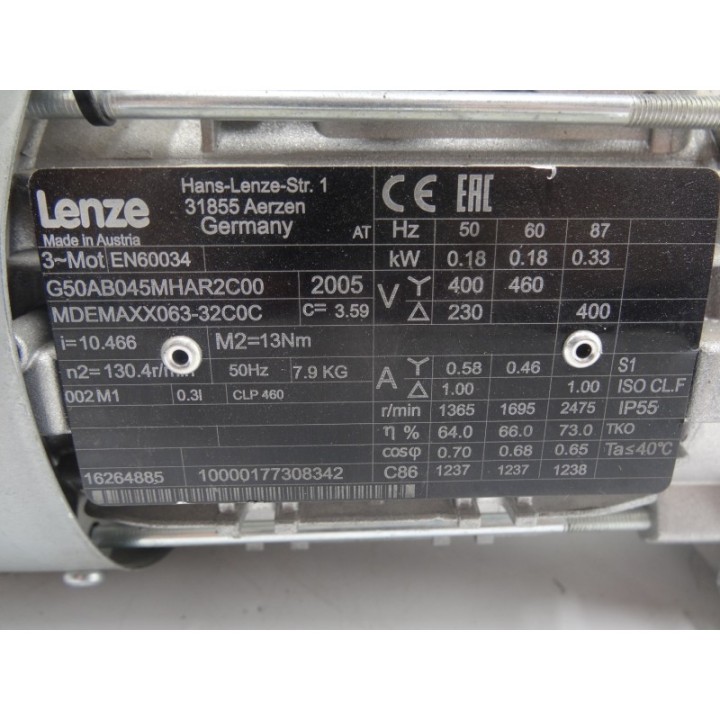 Lenze
Hans-Lenze-Str. 1
31855 Aerzen
Germany
Made in Austria
AT
3~Mot EN60034
G50AB045MHAR2C00 2005
MDEMAXX063-32C0C c= 3.59
i=10.466 M2=13Nm
n2=130.4r/min 50Hz 7.9 KG
002 M1 0.3l CLP 460
16264885 10000177308342
CE EAC
Hz 50 60 87
kW 0.18 0.18 0.33
V Y 400 460
△ 230 400
A Y 0.58 0.46 S1
△ 1.00 1.00 ISO CL.F
r/min 1365 1695 2475 IP55
η % 64.0 66.0 73.0 TKO
cosφ 0.70 0.68 0.65 Ta≤40°C
C86 1237 1237 1238